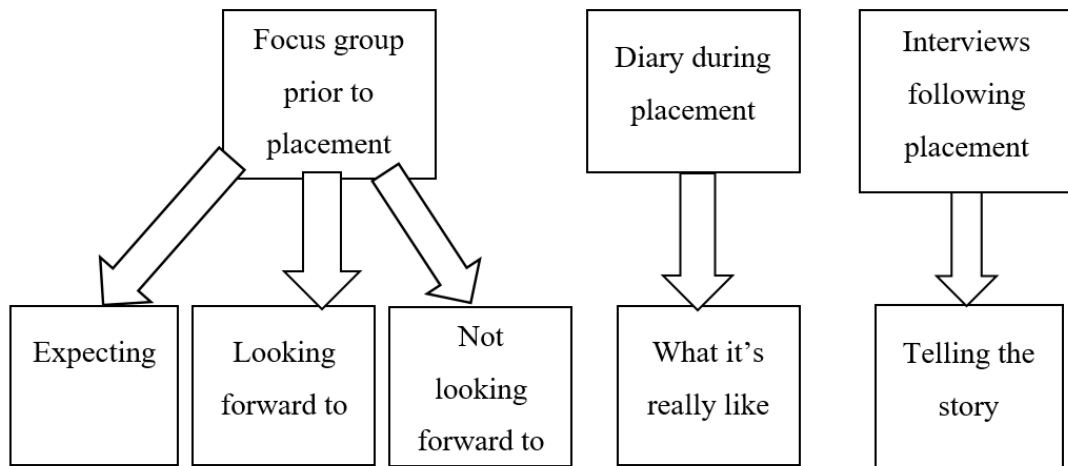 Focus group
prior to
placement
Diary during
placement
Interviews
following
placement
Expecting
Looking
forward to
Not
looking
forward to
What it’s
really like
Telling the
story